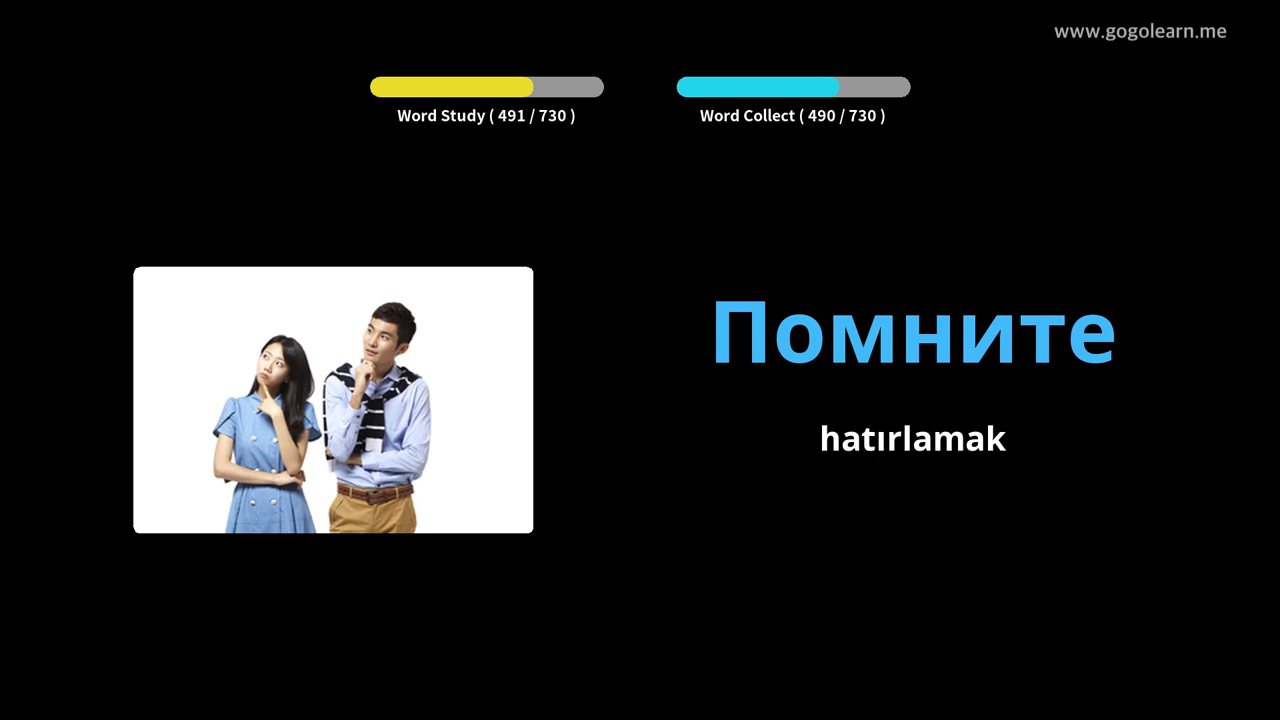 www.gogolearn.me
Word Study ( 491 / 730 )
Word Collect ( 490 / 730 )
Помните
hatırlamak